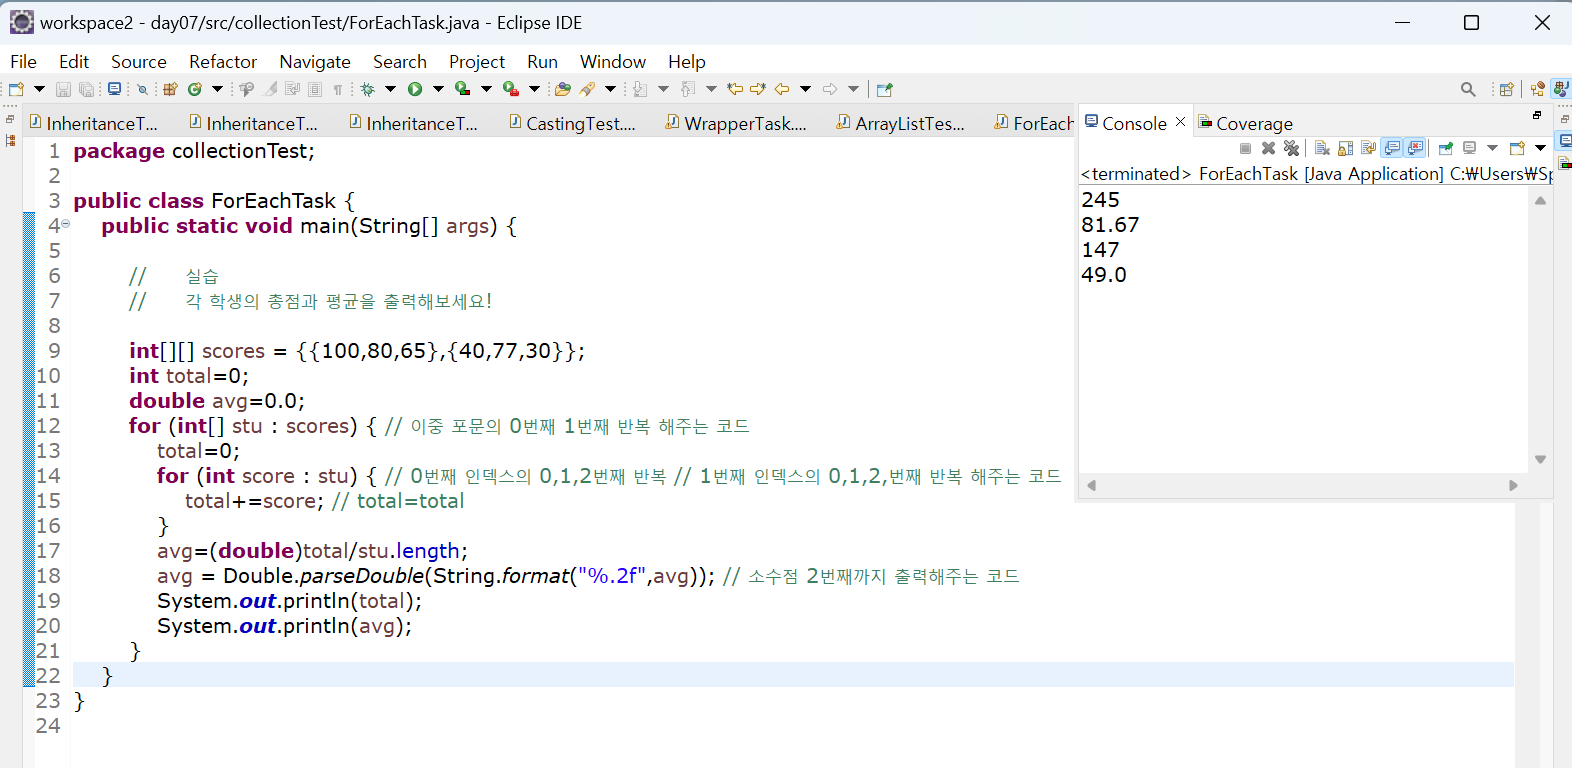 workspace2 - day07/src/collectionTest/ForEachTask.java - Eclipse IDE
File Edit Source Refactor Navigate Search Project Run Window Help
InheritanceT... InheritanceT... InheritanceT... CastingTest.... WrapperTask.... ArrayListTes... ForEach
Console Coverage
<terminated> ForEachTask [Java Application] C:₩Users₩Sp
245
81.67
147
49.0
1 package collectionTest;
2
3 public class ForEachTask {
4 public static void main(String[] args) {
5
6 // 실습
7 // 각 학생의 총점과 평균을 출력해보세요!
8
9 int[][] scores = {{100,80,65},{40,77,30}};
10 int total=0;
11 double avg=0.0;
12 for (int[] stu : scores) { // 이중 포문의 0번째 1번째 반복 해주는 코드
13 total=0;
14 for (int score : stu) { // 0번째 인덱스의 0,1,2번째 반복 // 1번째 인덱스의 0,1,2,번째 반복 해주는 코드
15 total+=score; // total=total
16 }
17 avg=(double)total/stu.length;
18 avg = Double.parseDouble(String.format("%.2f",avg)); // 소수점 2번째까지 출력해주는 코드
19 System.out.println(total);
20 System.out.println(avg);
21 }
22 }
23 }
24